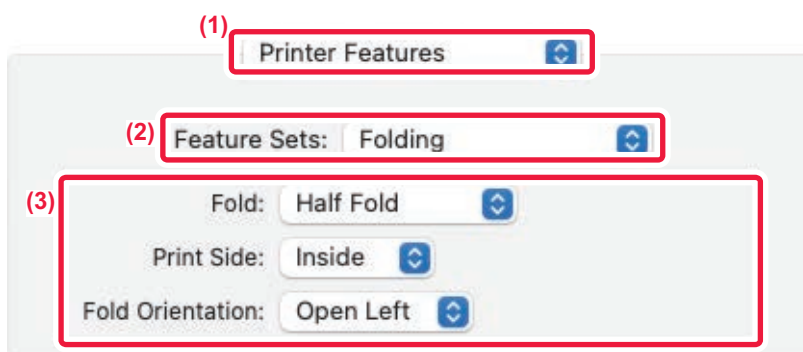 (1)
Printer Features
(2) Feature Sets: Folding
(3) Fold: Half Fold
Print Side: Inside
Fold Orientation: Open Left